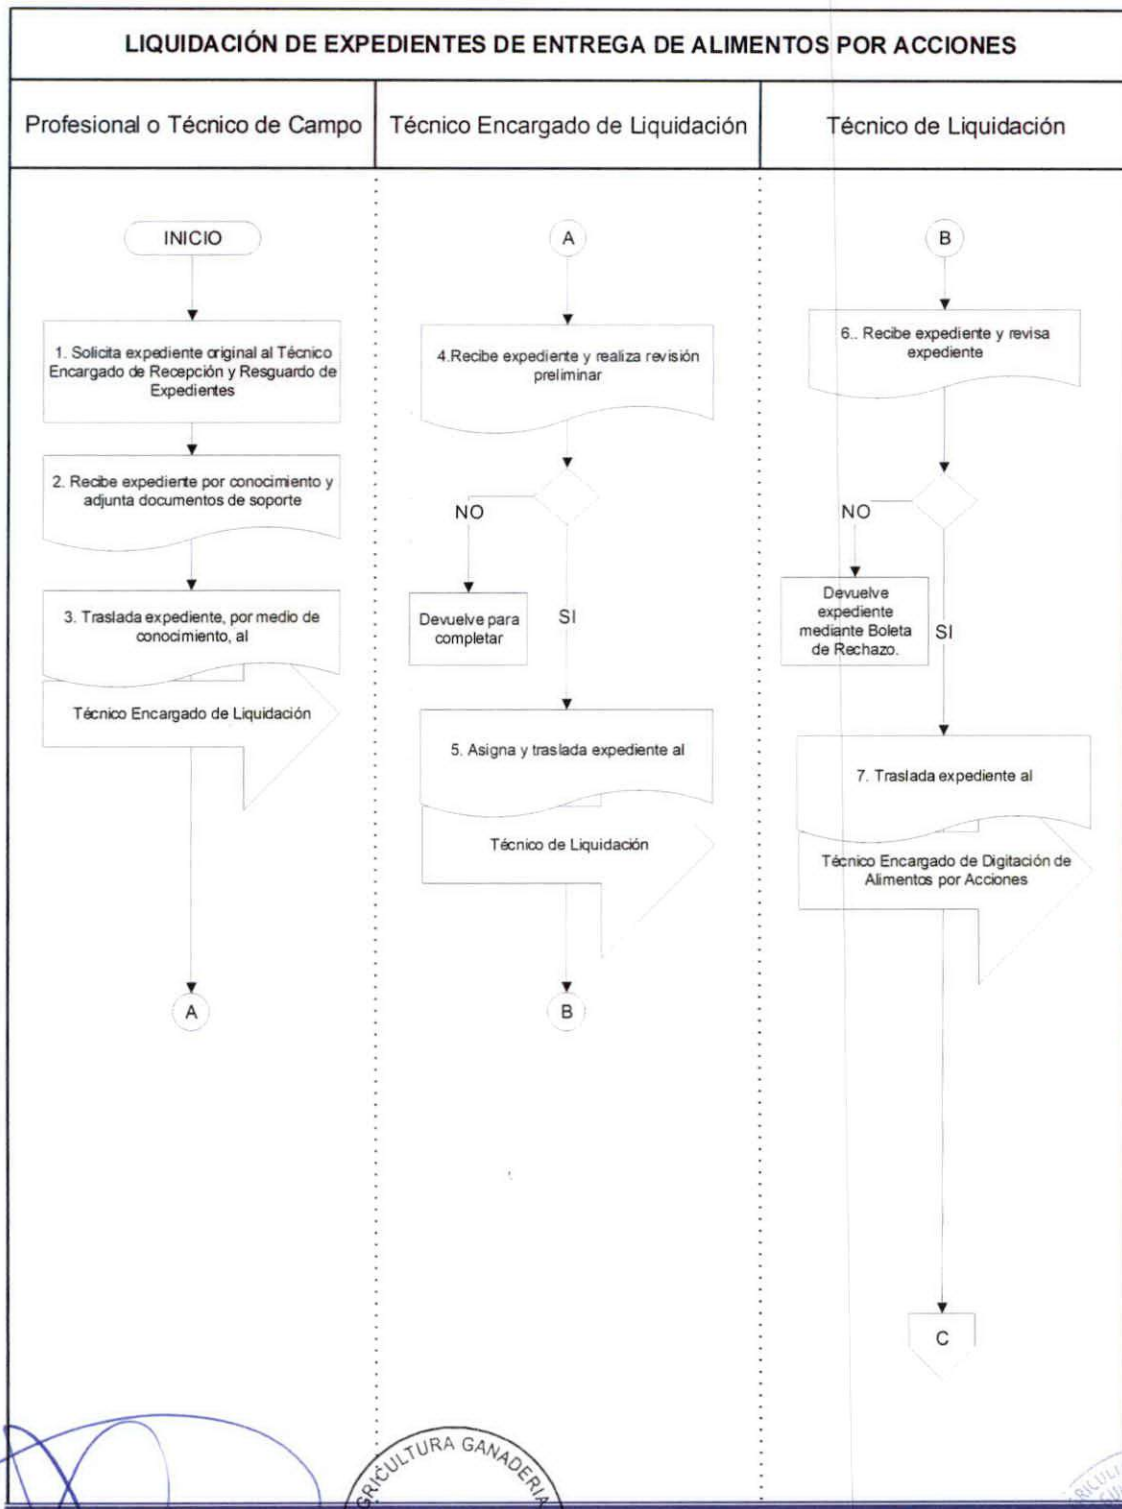 LIQUIDACIÓN DE EXPEDIENTES DE ENTREGA DE ALIMENTOS POR ACCIONES
Profesional o Técnico de Campo
Técnico Encargado de Liquidación
Técnico de Liquidación
INICIO
1. Solicita expediente original al Técnico
Encargado de Recepción y Resguardo de
Expedientes
2. Recibe expediente por conocimiento y
adjunta documentos de soporte
3. Traslada expediente, por medio de
conocimiento, al
Técnico Encargado de Liquidación
A
A
4.Recibe expediente y realiza revisión
preliminar
NO
Devuelve para
completar
SI
5. Asigna y traslada expediente al
Técnico de Liquidación
B
B
6.. Recibe expediente y revisa
expediente
NO
Devuelve
expediente
mediante Boleta
de Rechazo.
SI
7. Traslada expediente al
Técnico Encargado de Digitación de
Alimentos por Acciones
C
GRICULTURA GANADERIA